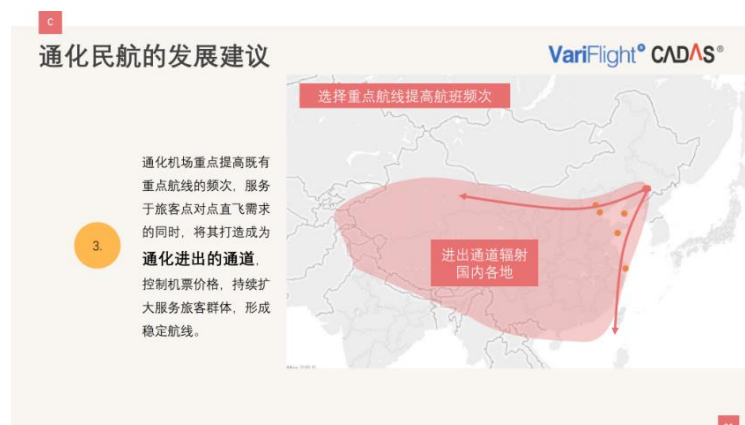 C
通化民航的发展建议
VariFlight CADAS®
选择重点航线提高航班频次
通化机场重点提高既有
重点航线的频次，服务
于旅客点对点直飞需求
的同时，将其打造成为
3.
通化进出的通道，
控制机票价格，持续扩
大服务旅客群体，形成
稳定航线。
进出通道辐射
国内各地